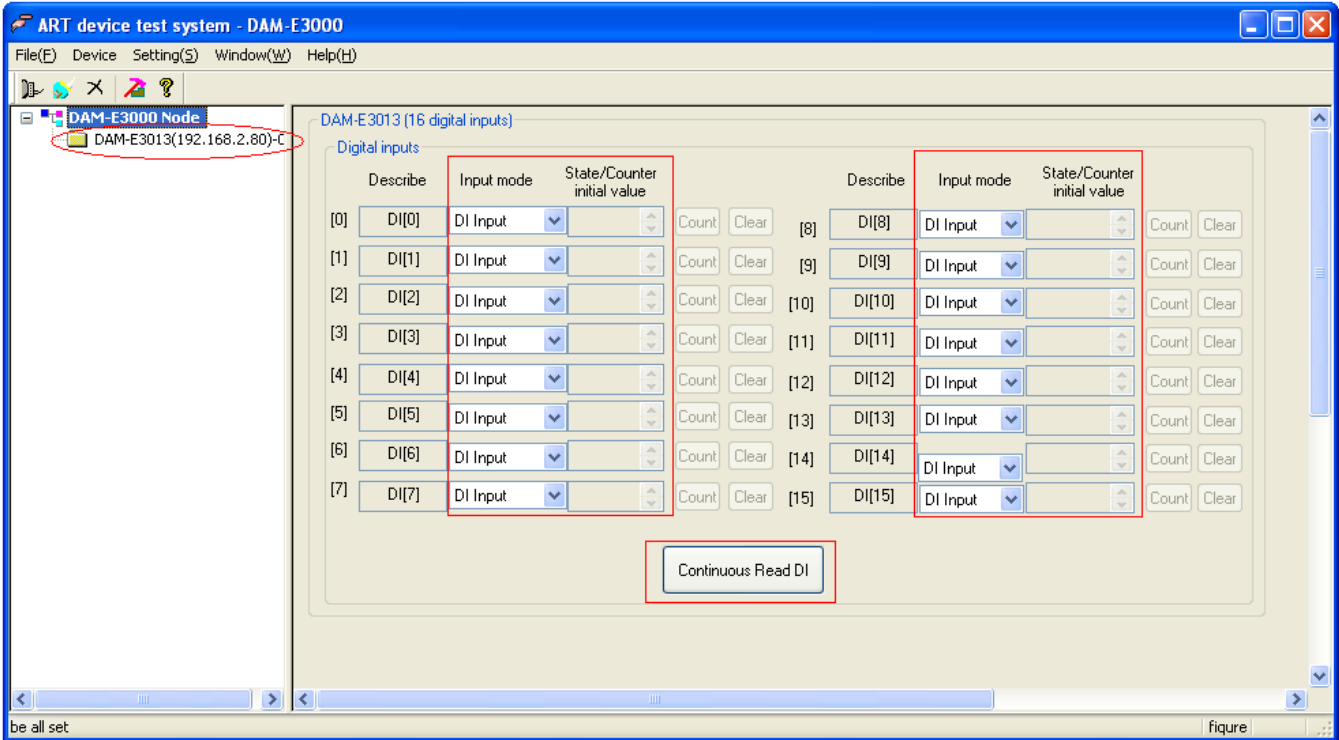 ART device test system - DAM-E3000
File(F) Device Setting(S) Window(W) Help(H)
DAM-E3000 Node
DAM-E3013(192.168.2.80)-C
DAM-E3013 (16 digital inputs)
Digital inputs
Describe Input mode State/Counter initial value Describe Input mode State/Counter initial value
[0] DI[0] DI Input Count Clear [8] DI[8] DI Input Count Clear
[1] DI[1] DI Input Count Clear [9] DI[9] DI Input Count Clear
[2] DI[2] DI Input Count Clear [10] DI[10] DI Input Count Clear
[3] DI[3] DI Input Count Clear [11] DI[11] DI Input Count Clear
[4] DI[4] DI Input Count Clear [12] DI[12] DI Input Count Clear
[5] DI[5] DI Input Count Clear [13] DI[13] DI Input Count Clear
[6] DI[6] DI Input Count Clear [14] DI[14] DI Input Count Clear
[7] DI[7] DI Input Count Clear [15] DI[15] DI Input Count Clear
Continuous Read DI
be all set fiqure